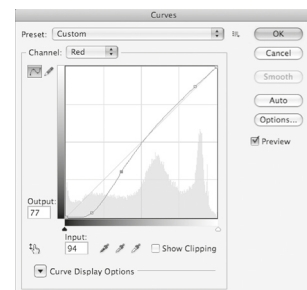 Curves
Preset: Custom
OK
Channel: Red
Cancel
Smooth
Auto
Options...
Preview
Output:
77
Input:
94
Show Clipping
Curve Display Options